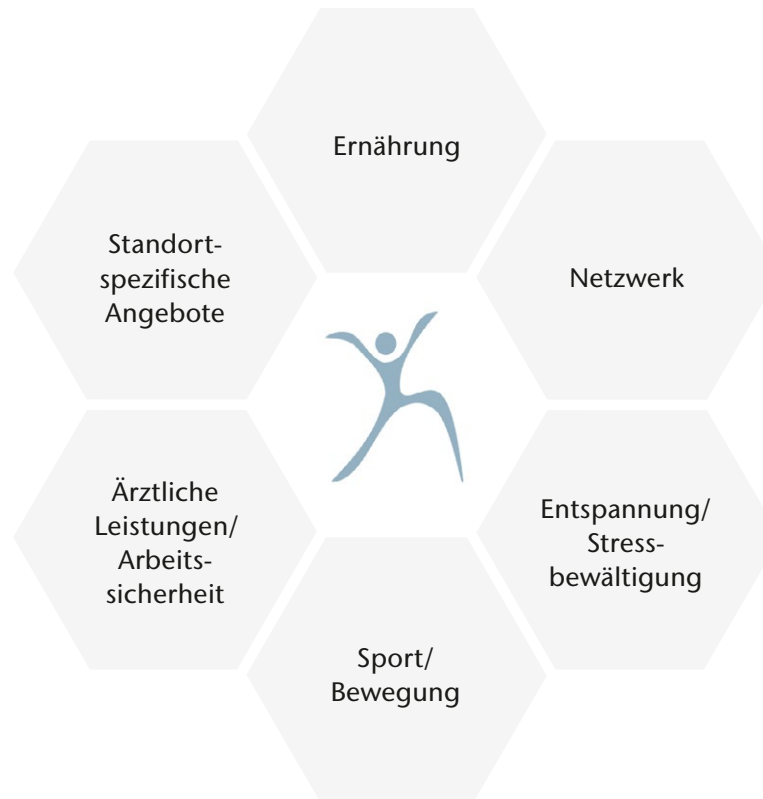 Ernährung
Netzwerk
Entspannung/
Stress-
bewältigung
Sport/
Bewegung
Ärztliche
Leistungen/
Arbeits-
sicherheit
Standort-
spezifische
Angebote